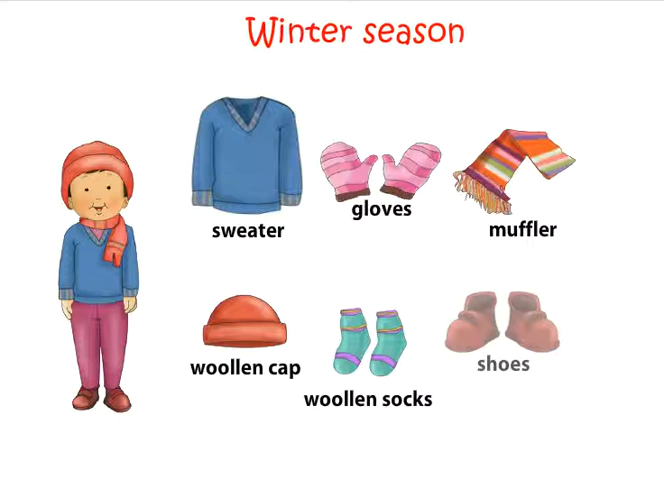 Winter season
sweater
gloves
muffler
woollen cap
woollen socks
shoes